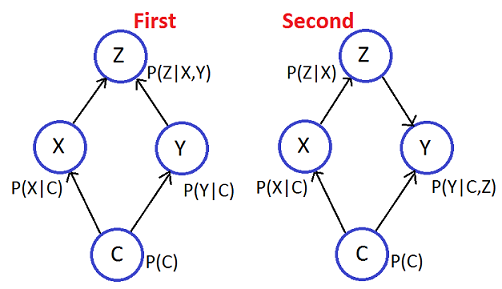 First
Second
Z
P(Z|X,Y)
X
P(X|C)
Y
P(Y|C)
C
P(C)
Z
P(Z|X)
X
P(X|C)
Y
P(Y|C,Z)
C
P(C)